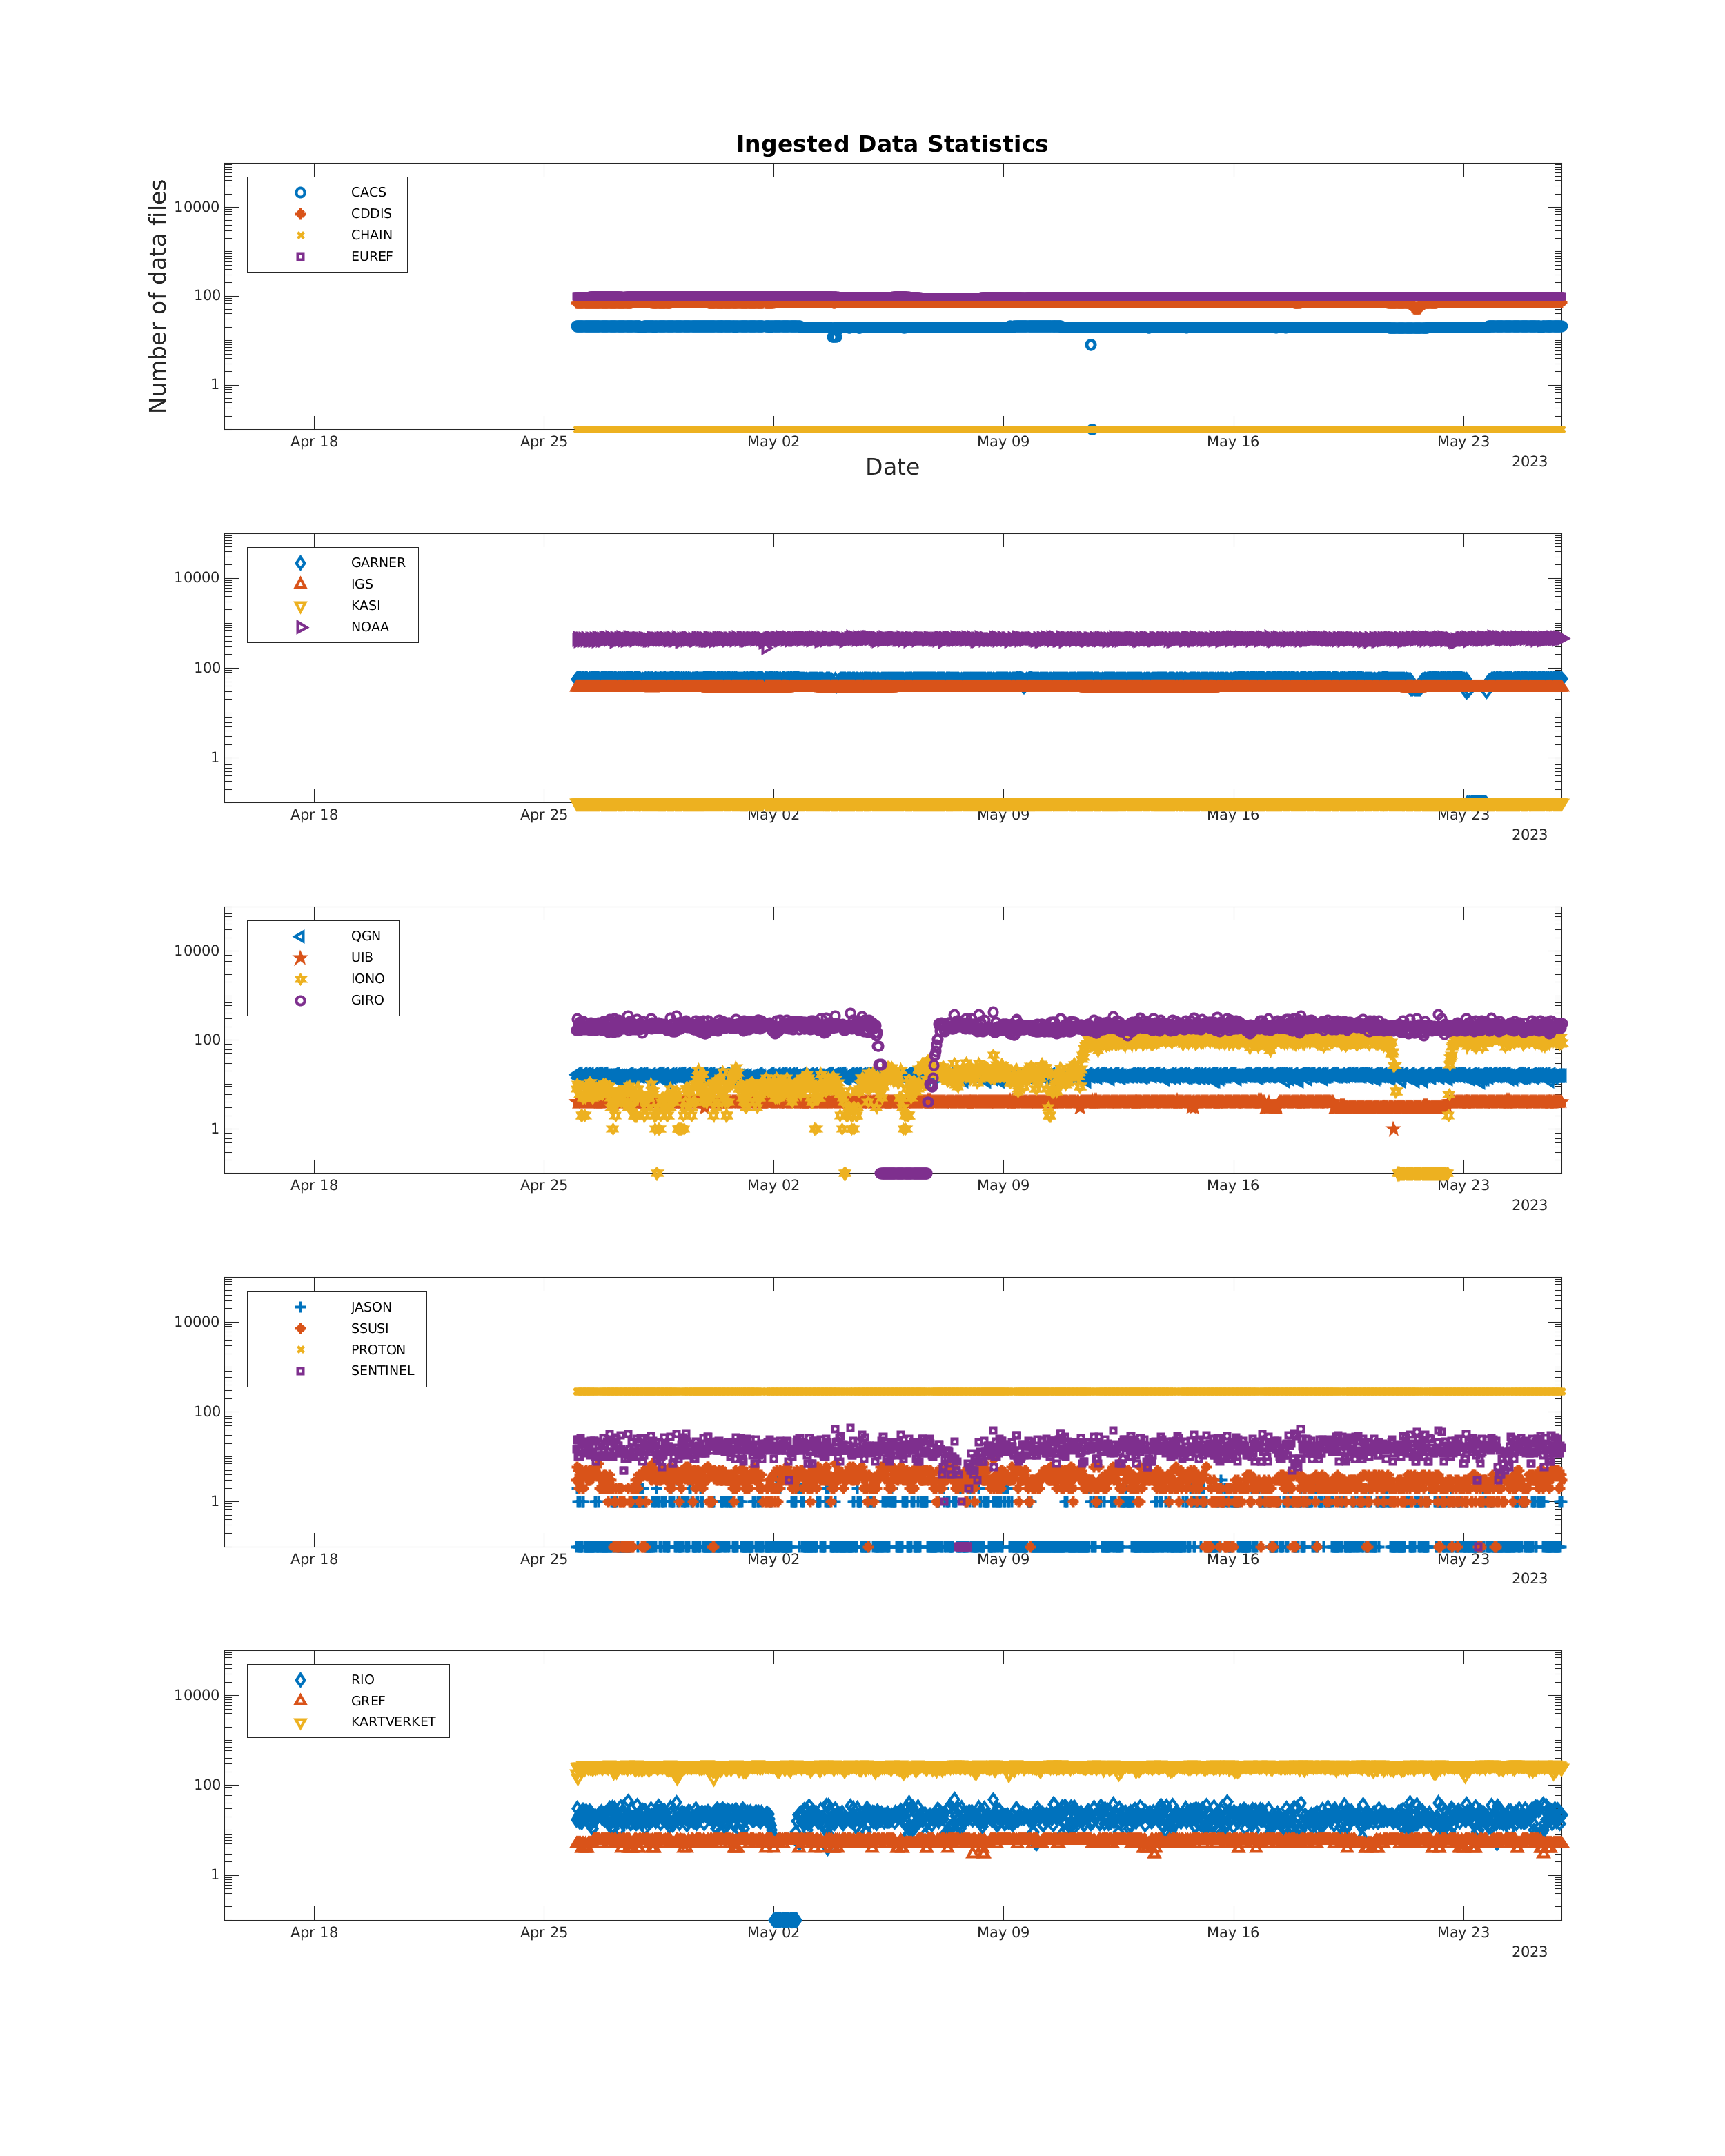 Ingested Data Statistics
Number of data files
10000
100
1
CACS
CDDIS
CHAIN
EUREF
Apr 18 Apr 25 May 02 May 09 May 16 May 23
2023
Date
10000
100
1
GARNER
IGS
KASI
NOAA
Apr 18 Apr 25 May 02 May 09 May 16 May 23
2023
10000
100
1
QGN
UIB
IONO
GIRO
Apr 18 Apr 25 May 02 May 09 May 16 May 23
2023
10000
100
1
JASON
SSUSI
PROTON
SENTINEL
Apr 18 Apr 25 May 02 May 09 May 16 May 23
2023
10000
100
1
RIO
GREF
KARTVERKET
Apr 18 Apr 25 May 02 May 09 May 16 May 23
2023